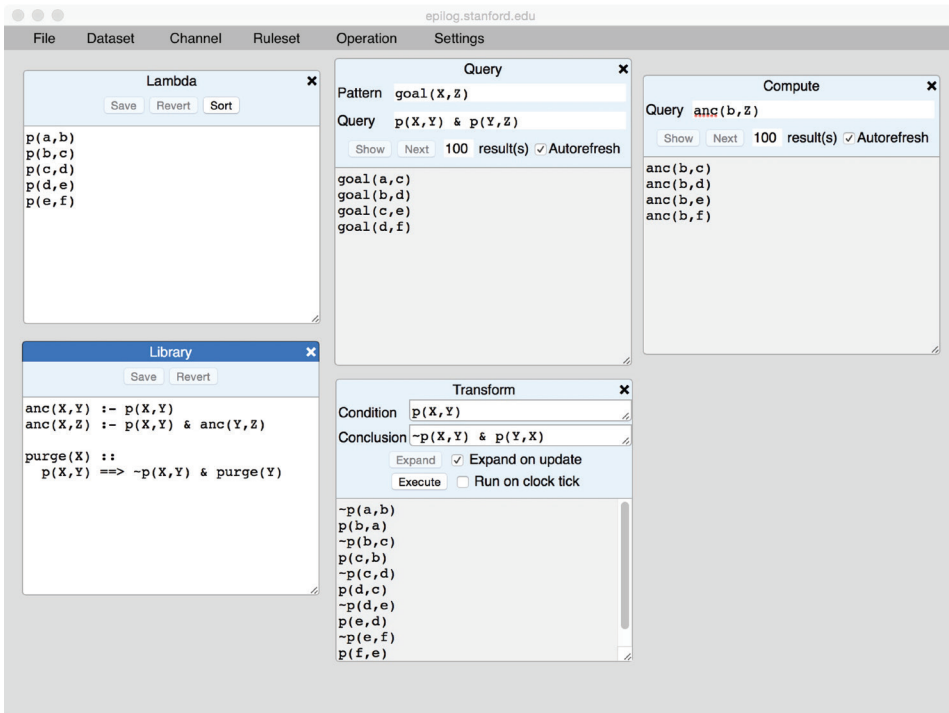 epilog.stanford.edu
File Dataset Channel Ruleset Operation Settings
Lambda
Save Revert Sort
p(a,b)
p(b,c)
p(c,d)
p(d,e)
p(e,f)
Library
Save Revert
anc(X,Y) :- p(X,Y)
anc(X,Z) :- p(X,Y) & anc(Y,Z)
purge(X) ::
p(X,Y) ==> ~p(X,Y) & purge(Y)
Query
Pattern goal(X,Z)
Query p(X,Y) & p(Y,Z)
Show Next 100 result(s) Autorefresh
goal(a,c)
goal(b,d)
goal(c,e)
goal(d,f)
Transform
Condition p(X,Y)
Conclusion ~p(X,Y) & p(Y,X)
Expand Expand on update
Execute Run on clock tick
~p(a,b)
p(b,a)
~p(b,c)
p(c,b)
~p(c,d)
p(d,c)
~p(d,e)
p(e,d)
~p(e,f)
p(f,e)
Compute
Query anc(b,Z)
Show Next 100 result(s) Autorefresh
anc(b,c)
anc(b,d)
anc(b,e)
anc(b,f)